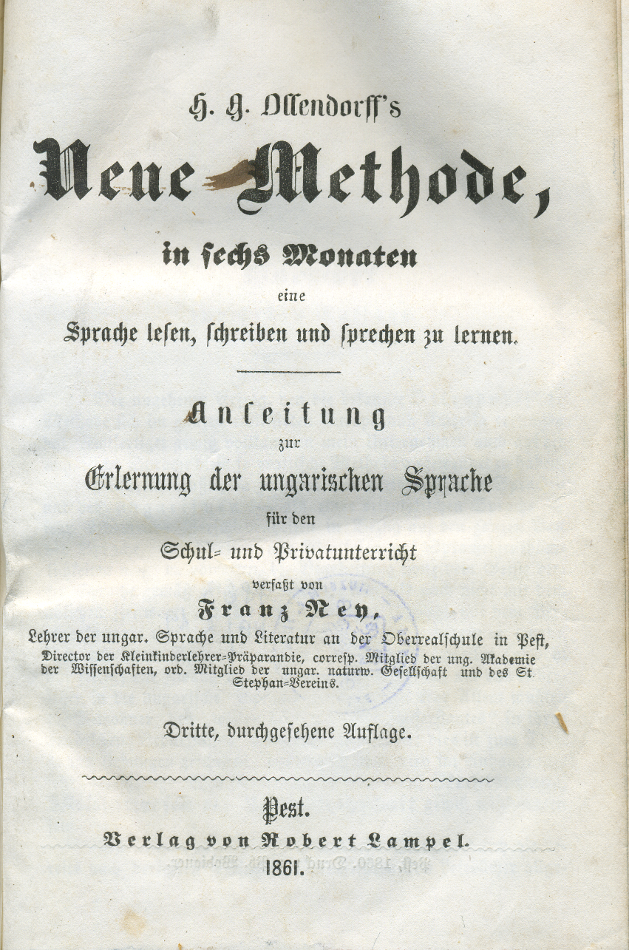 H. G. Ollendorff's
Neue Methode,
in sechs Monaten
eine
Sprache lesen, schreiben und sprechen zu lernen.
Anleitung
zur
Erlernung der ungarischen Sprache
für den
Schul- und Privatunterricht
verfaßt von
Franz Ney,
Lehrer der ungar. Sprache und Literatur an der Oberrealschule in Pest,
Director der Kleinkinderlehrer-Präparandie, corresp. Mitglied der ung. Akademie
der Wissenschaften, ord. Mitglied der ungar. naturw. Gesellschaft und des St
Stephan-Vereins.
Dritte, durchgesehene Auflage.
Pest.
Verlag von Robert Lampel.
1861.